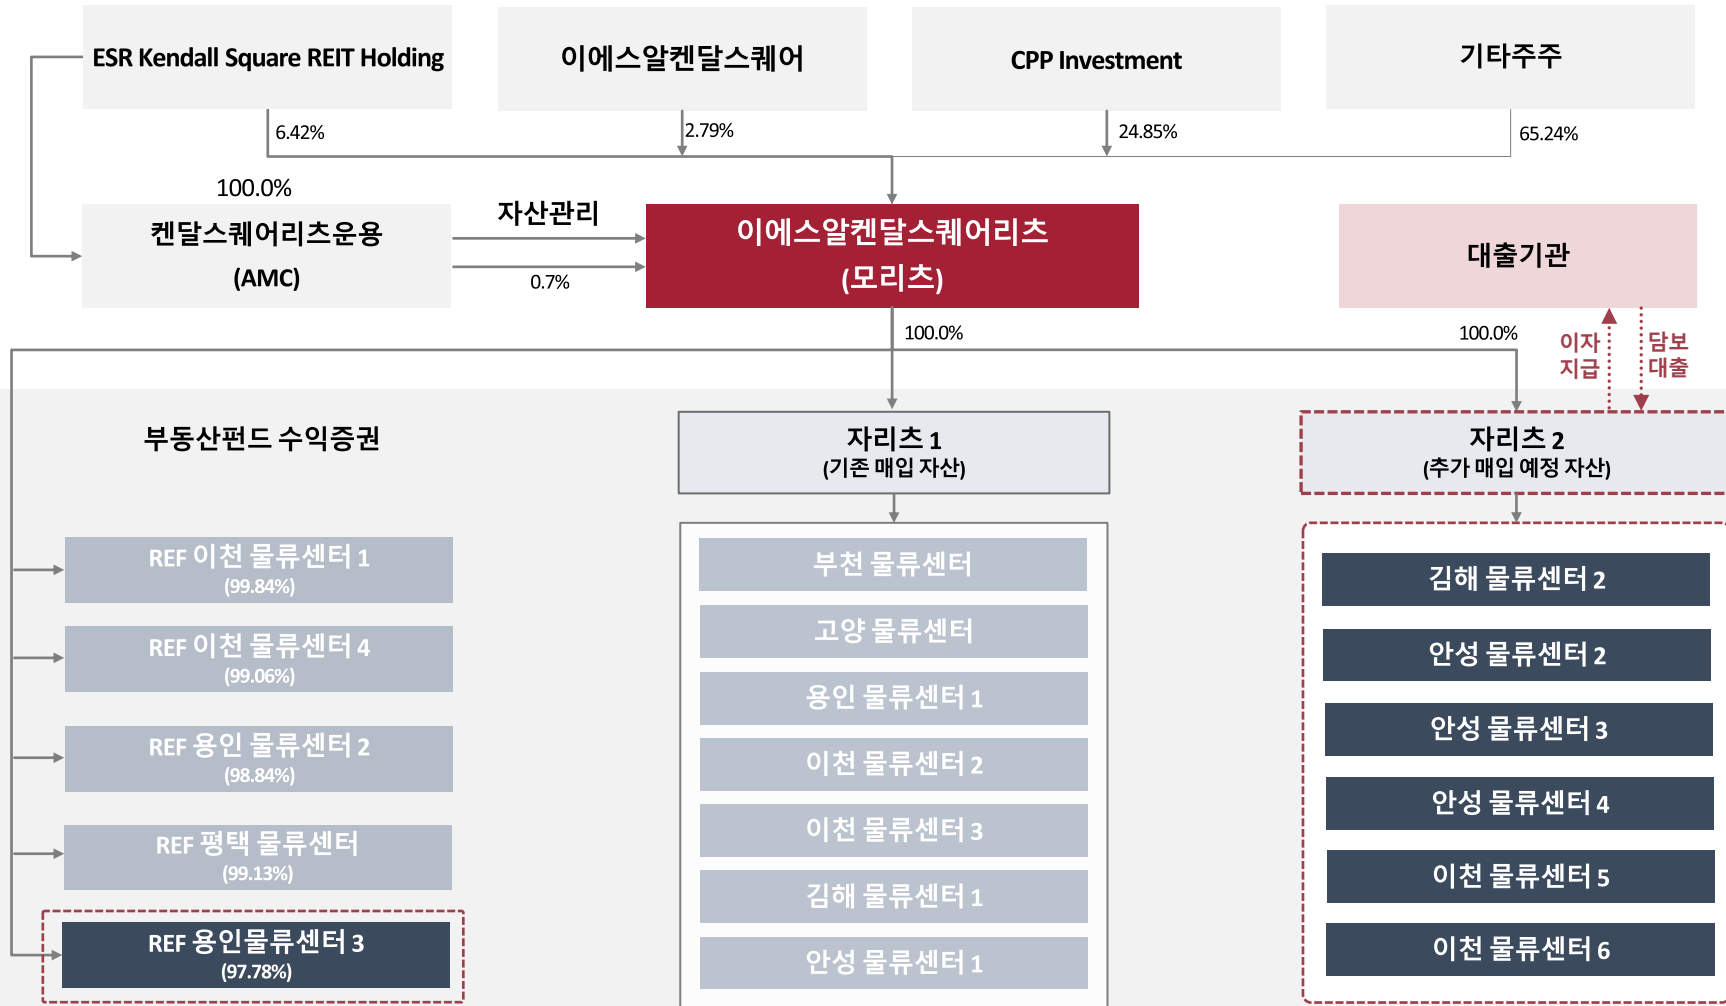 ESR Kendall Square REIT Holding
이에스알켄달스퀘어
CPP Investment
기타주주
6.42%
2.79%
24.85%
65.24%
100.0%
켄달스퀘어리츠운용
(AMC)
자산관리
0.7%
이에스알켄달스퀘어리츠
(모리츠)
대출기관
100.0%
100.0%
이자
지급
담보
대출
부동산펀드 수익증권
REF 이천 물류센터 1
(99.84%)
REF 이천 물류센터 4
(99.06%)
REF 용인 물류센터 2
(98.84%)
REF 평택 물류센터
(99.13%)
REF 용인물류센터 3
(97.78%)
자리츠 1
(기존 매입 자산)
부천 물류센터
고양 물류센터
용인 물류센터 1
이천 물류센터 2
이천 물류센터 3
김해 물류센터 1
안성 물류센터 1
자리츠 2
(추가 매입 예정 자산)
김해 물류센터 2
안성 물류센터 2
안성 물류센터 3
안성 물류센터 4
이천 물류센터 5
이천 물류센터 6